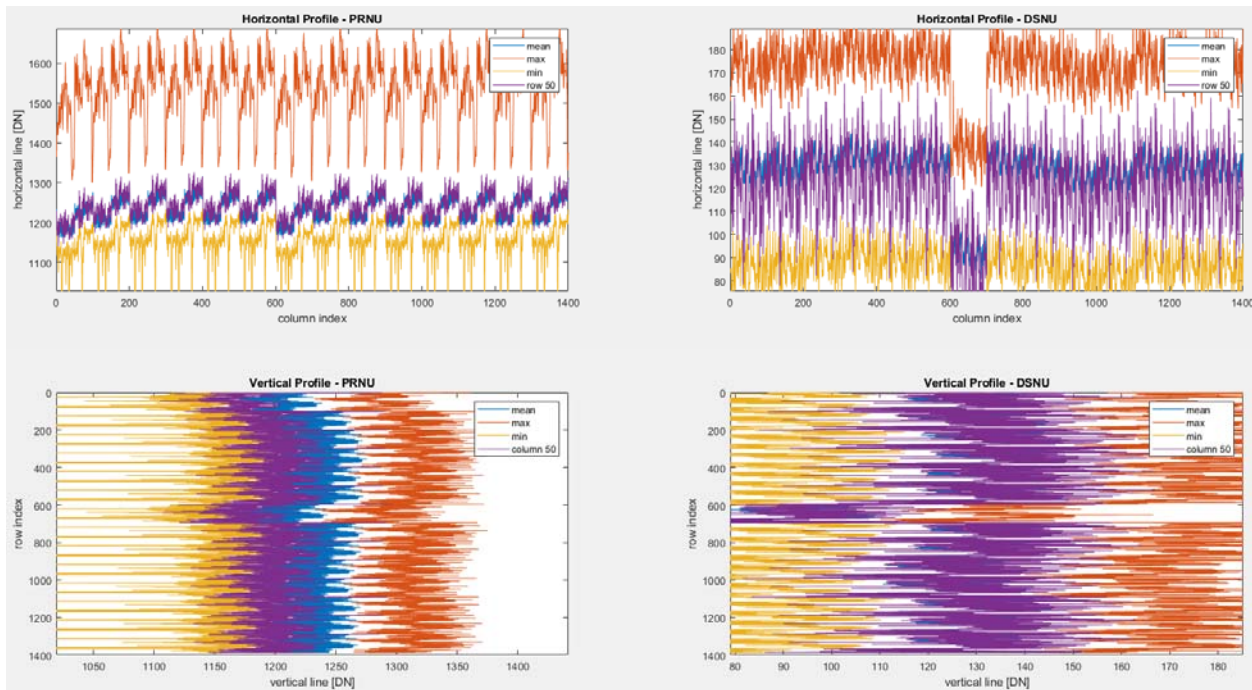 Horizontal Profile - PRNU
horizontal line [DN]
1600
1500
1400
1300
1200
1100
0 200 400 600 800 1000 1200 1400
column index
mean
max
min
row 50
Horizontal Profile - DSNU
horizontal line [DN]
180
170
160
150
140
130
120
110
100
90
80
0 200 400 600 800 1000 1200 1400
column index
mean
max
min
row 50
Vertical Profile - PRNU
row index
0
200
400
600
800
1000
1200
1400
1050 1100 1150 1200 1250 1300 1350 1400
vertical line [DN]
mean
max
min
column 50
Vertical Profile - DSNU
row index
0
200
400
600
800
1000
1200
1400
80 90 100 110 120 130 140 150 160 170 180
vertical line [DN]
mean
max
min
column 50